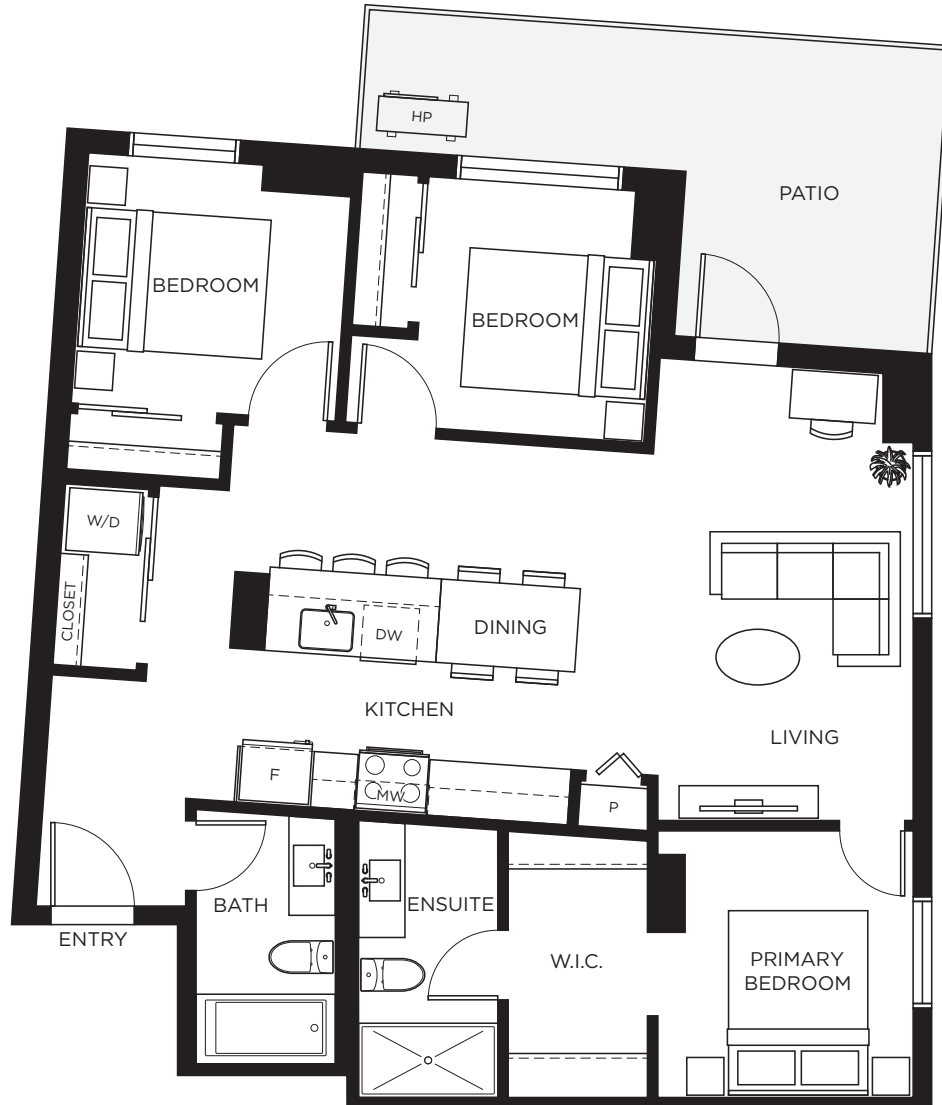 HP
PATIO
BEDROOM
BEDROOM
W/D
CLOSET
DW
DINING
KITCHEN
LIVING
F
MW
P
BATH
ENSUITE
ENTRY
W.I.C.
PRIMARY
BEDROOM